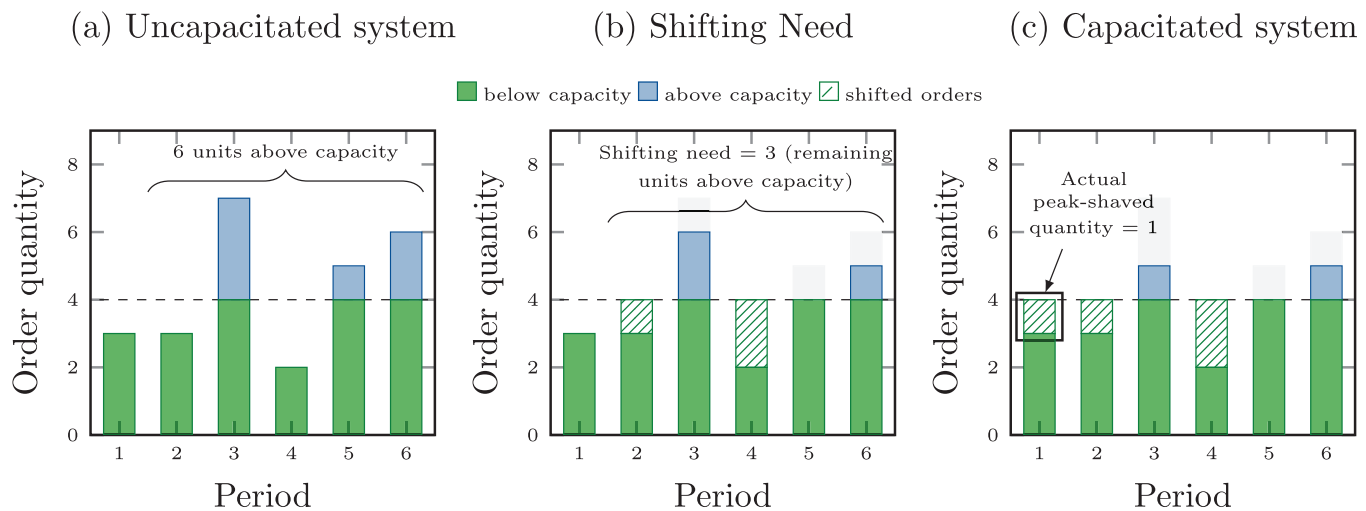 (a) Uncapacitated system
(b) Shifting Need
(c) Capacitated system
below capacity above capacity shifted orders
Order quantity
8
6
4
2
0
6 units above capacity
1 2 3 4 5 6
Period
Order quantity
8
6
4
2
0
Shifting need = 3 (remaining
units above capacity)
1 2 3 4 5 6
Period
Order quantity
8
6
4
2
0
Actual
peak-shaved
quantity = 1
1 2 3 4 5 6
Period